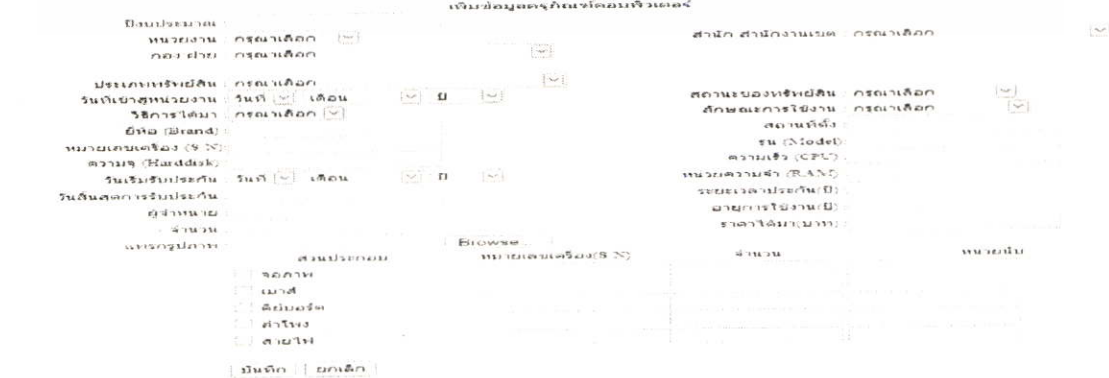 เพิ่มข้อมูลครุภัณฑ์คอมพิวเตอร์
ปีงบประมาณ :
หน่วยงาน : กรุณาเลือก สำนัก สำนักงานเขต : กรุณาเลือก
กอง ฝ่าย : กรุณาเลือก
ประเภททรัพย์สิน : กรุณาเลือก สถานะของทรัพย์สิน : กรุณาเลือก
วันที่เข้าสู่หน่วยงาน : วันที่ เดือน ปี ลักษณะการใช้งาน : กรุณาเลือก
วิธีการได้มา : กรุณาเลือก สถานที่ตั้ง :
ยี่ห้อ (Brand) : รุ่น (Model) :
หมายเลขเครื่อง (S/N) : ความเร็ว (CPU) :
ความจุ (Harddisk) : หน่วยความจำ (RAM) :
วันเริ่มรับประกัน : วันที่ เดือน ปี ระยะเวลาประกัน(ปี) :
วันสิ้นสุดการรับประกัน : อายุการใช้งาน(ปี) :
ผู้จำหน่าย : ราคาได้มา(บาท) :
จำนวน :
แทรกรูปภาพ : Browse...
ส่วนประกอบ หมายเลขเครื่อง(S/N) จำนวน หน่วยนับ
จอภาพ
เมาส์
คีย์บอร์ด
ลำโพง
สายไฟ
บันทึก ยกเลิก